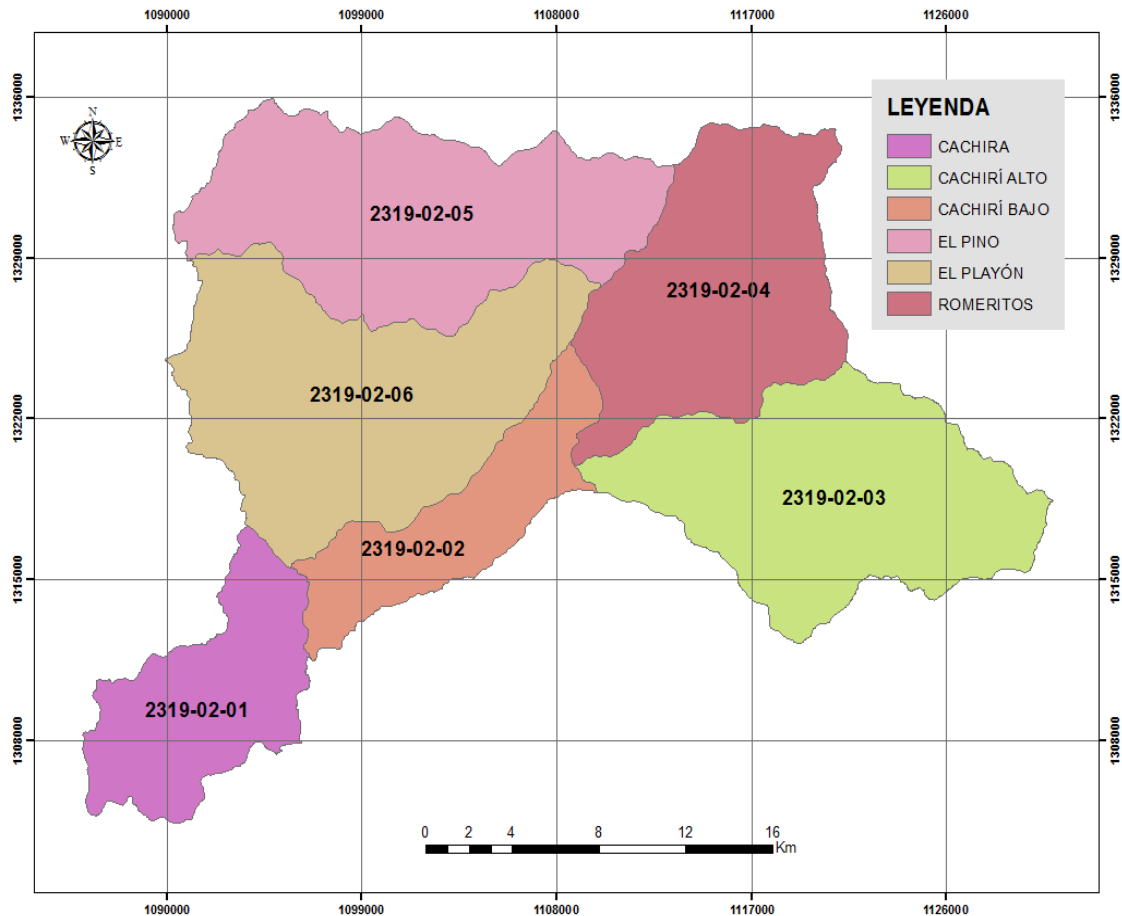 1090000 1099000 1108000 1117000 1126000
1336000 1336000
N
W E
S
LEYENDA
CACHIRA
CACHIRÍ ALTO
CACHIRÍ BAJO
EL PINO
EL PLAYÓN
ROMERITOS
2319-02-05
1329000 1329000
2319-02-04
2319-02-06
1322000 1322000
2319-02-03
2319-02-02
1315000 1315000
2319-02-01
1308000 1308000
0 2 4 8 12 16
Km
1090000 1099000 1108000 1117000 1126000